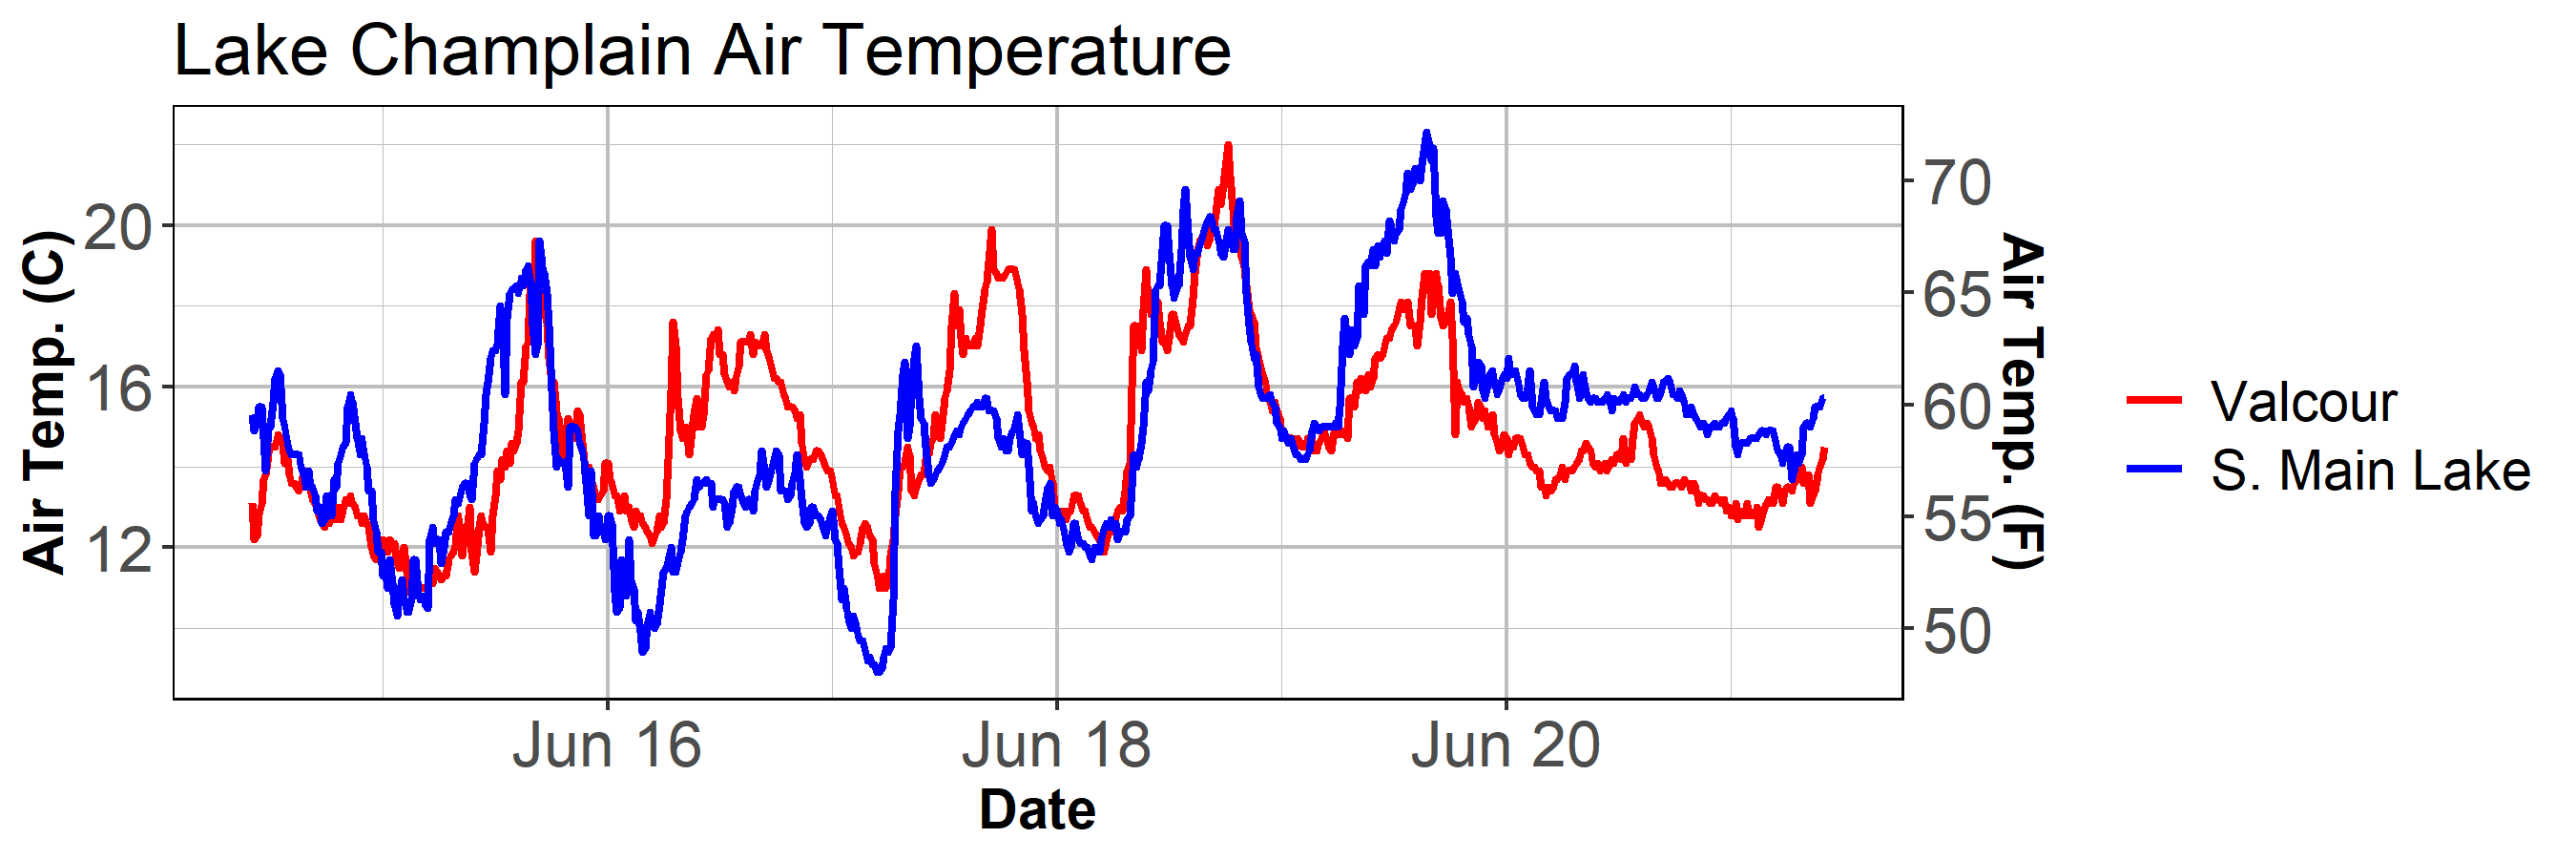 Lake Champlain Air Temperature
Air Temp. (C)
20
16
12
70
65
60
55
50
Air Temp. (F)
Jun 16
Jun 18
Jun 20
Date
Valcour
S. Main Lake